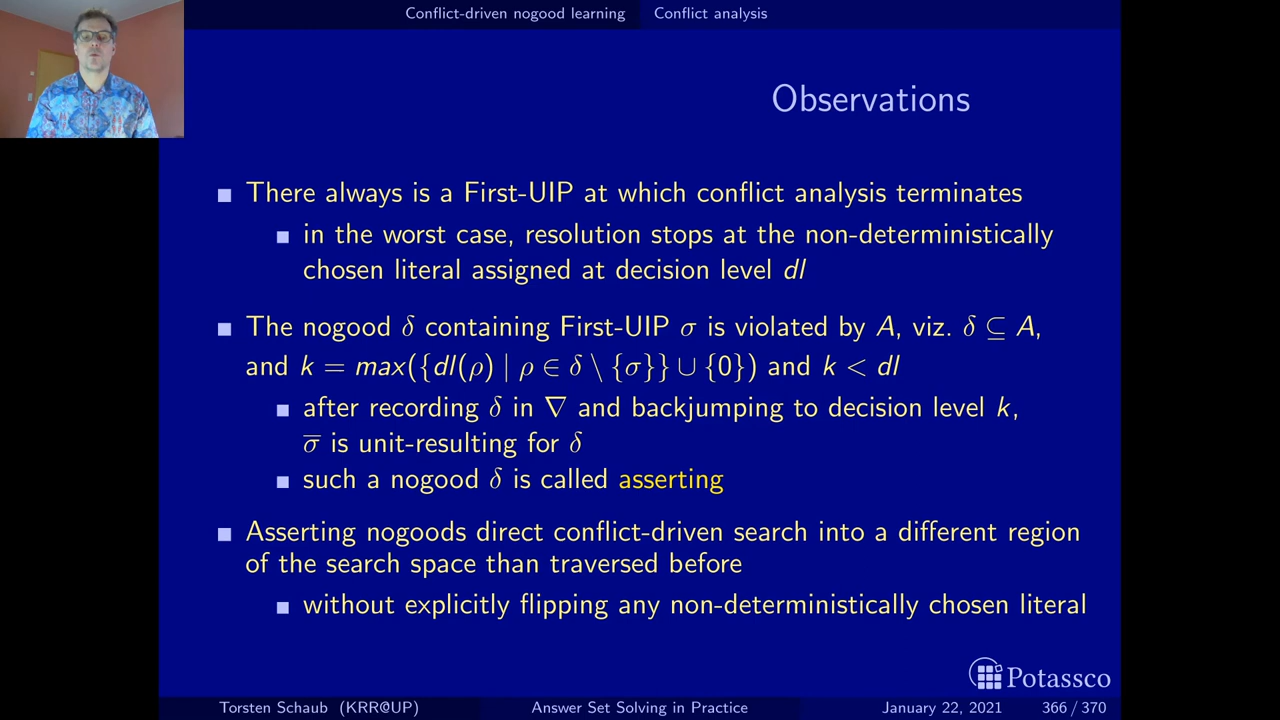 Conflict-driven nogood learning Conflict analysis
Observations
■ There always is a First-UIP at which conflict analysis terminates
■ in the worst case, resolution stops at the non-deterministically
chosen literal assigned at decision level dl
■ The nogood δ containing First-UIP σ is violated by A, viz. δ ⊆ A,
and k = max({dl(ρ) | ρ ∈ δ \ {σ}} ∪ {0}) and k < dl
■ after recording δ in ∇ and backjumping to decision level k,
σ̅ is unit-resulting for δ
■ such a nogood δ is called asserting
■ Asserting nogoods direct conflict-driven search into a different region
of the search space than traversed before
■ without explicitly flipping any non-deterministically chosen literal
Potassco
Torsten Schaub (KRR@UP) Answer Set Solving in Practice January 22, 2021 366 / 370